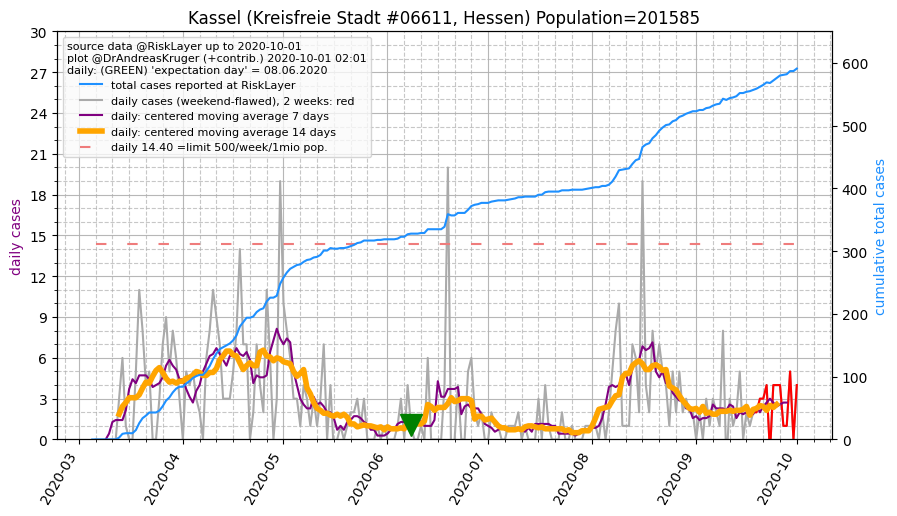 Kassel (Kreisfreie Stadt #06611, Hessen) Population=201585
source data @RiskLayer up to 2020-10-01
plot @DrAndreasKruger (+contrib.) 2020-10-01 02:01
daily: (GREEN) 'expectation day' = 08.06.2020
total cases reported at RiskLayer
daily cases (weekend-flawed), 2 weeks: red
daily: centered moving average 7 days
daily: centered moving average 14 days
daily 14.40 =limit 500/week/1mio pop.
daily cases
30
27
24
21
18
15
12
9
6
3
0
cumulative total cases
600
500
400
300
200
100
0
2020-03
2020-04
2020-05
2020-06
2020-07
2020-08
2020-09
2020-10